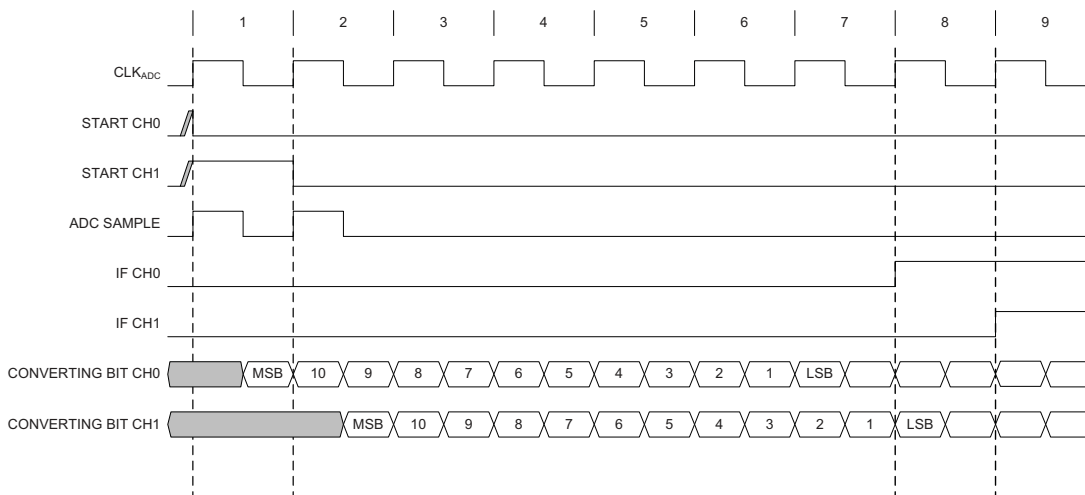 1 2 3 4 5 6 7 8 9
CLKADC
START CH0
START CH1
ADC SAMPLE
IF CH0
IF CH1
CONVERTING BIT CH0 MSB 10 9 8 7 6 5 4 3 2 1 LSB
CONVERTING BIT CH1 MSB 10 9 8 7 6 5 4 3 2 1 LSB